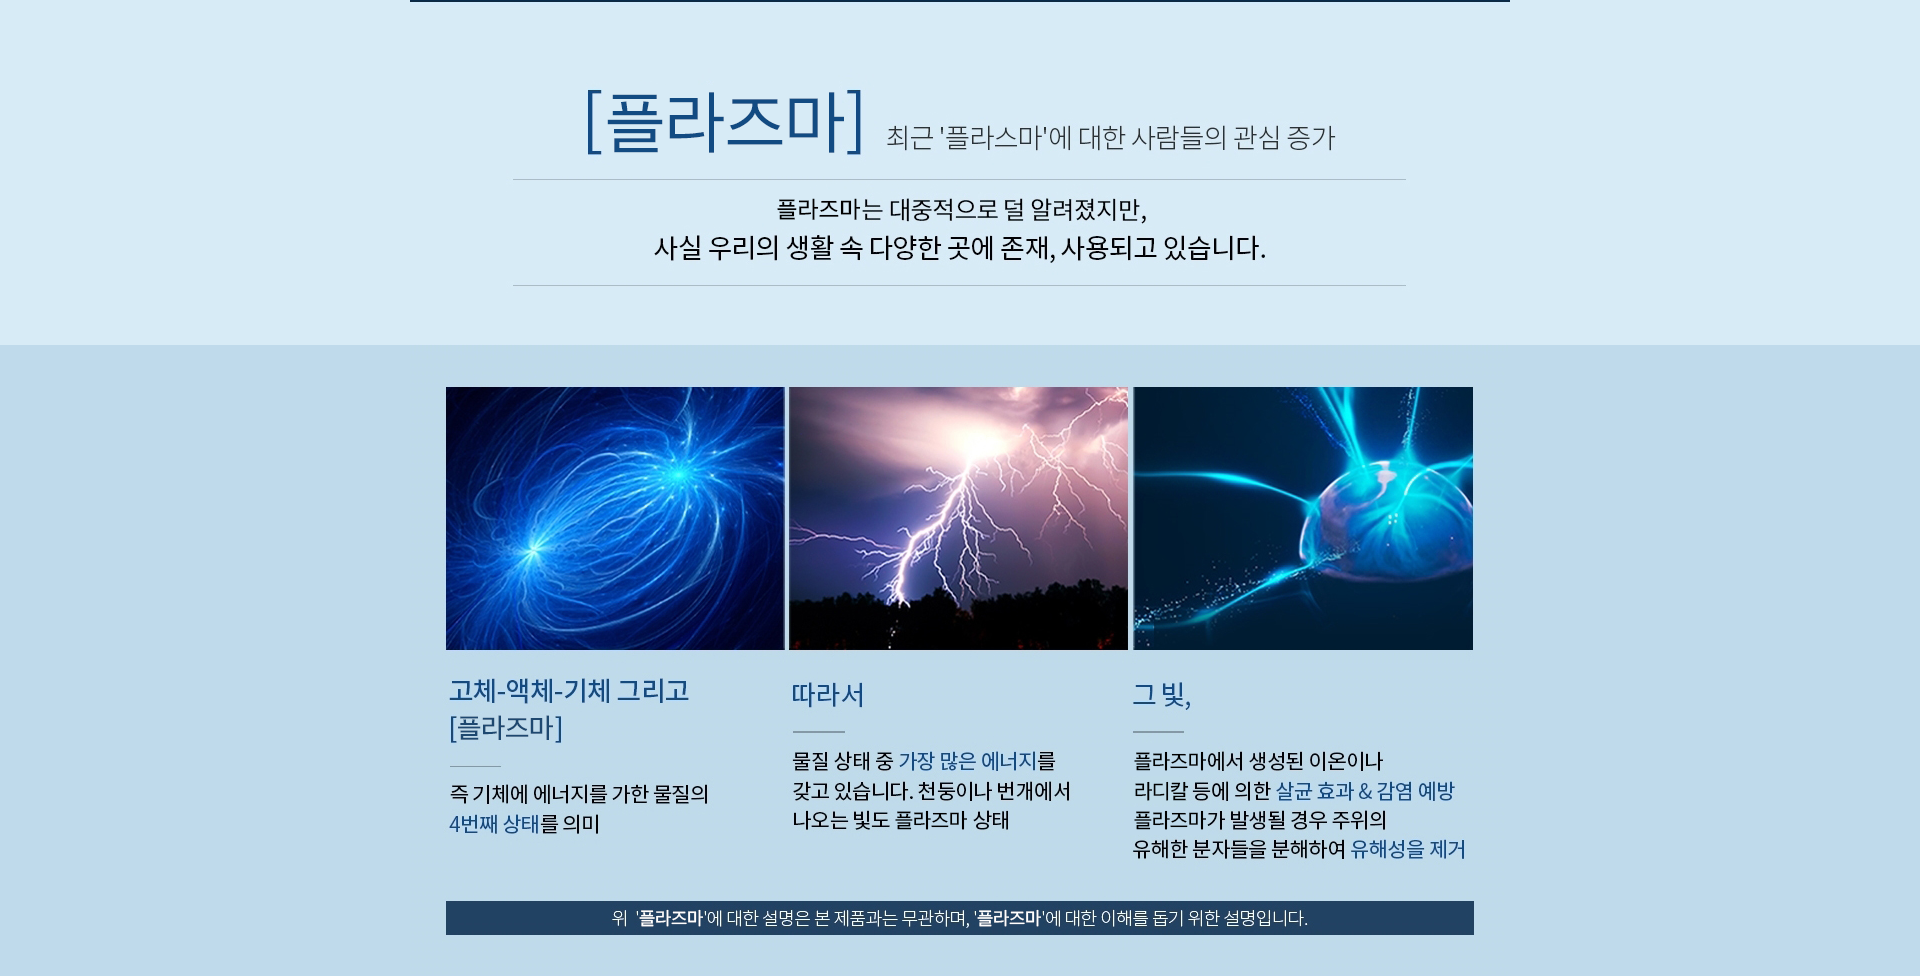 [플라즈마] 최근 '플라스마'에 대한 사람들의 관심 증가
플라즈마는 대중적으로 덜 알려졌지만,
사실 우리의 생활 속 다양한 곳에 존재, 사용되고 있습니다.
고체-액체-기체 그리고
[플라즈마]
즉 기체에 에너지를 가한 물질의
4번째 상태를 의미
따라서
물질 상태 중 가장 많은 에너지를
갖고 있습니다. 천둥이나 번개에서
나오는 빛도 플라즈마 상태
그 빛,
플라즈마에서 생성된 이온이나
라디칼 등에 의한 살균 효과 & 감염 예방
플라즈마가 발생될 경우 주위의
유해한 분자들을 분해하여 유해성을 제거
위 '플라즈마'에 대한 설명은 본 제품과는 무관하며, '플라즈마'에 대한 이해를 돕기 위한 설명입니다.